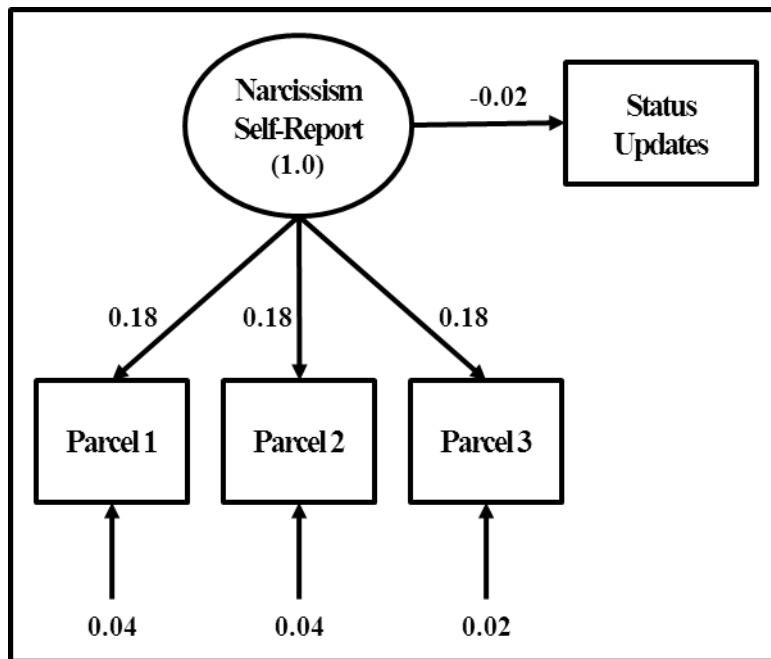 Narcissism
Self-Report
(1.0)
-0.02
Status
Updates
0.18
0.18
0.18
Parcel 1
Parcel 2
Parcel 3
0.04
0.04
0.02